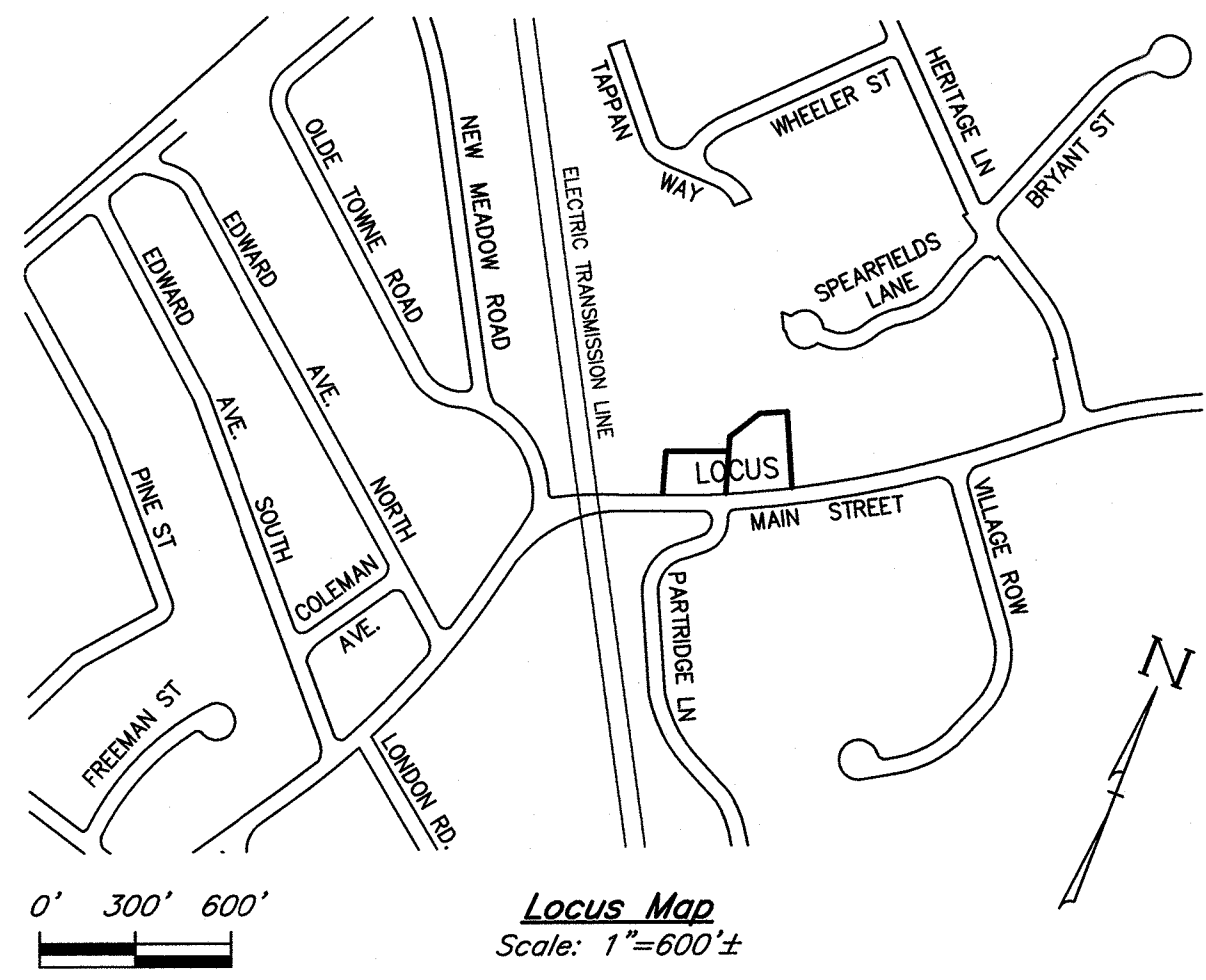 TAPPAN
WAY
WHEELER ST
HERITAGE LN
BRYANT ST
OLDE TOWNE ROAD
NEW MEADOW ROAD
ELECTRIC TRANSMISSION LINE
EDWARD AVE. NORTH
EDWARD AVE. SOUTH
SPEARFIELDS
LANE
PINE ST
LOCUS
MAIN STREET
VILLAGE ROW
COLEMAN
AVE.
PARTRIDGE LN
FREEMAN ST
LONDON RD.
N
0' 300' 600'
Locus Map
Scale: 1"=600'±